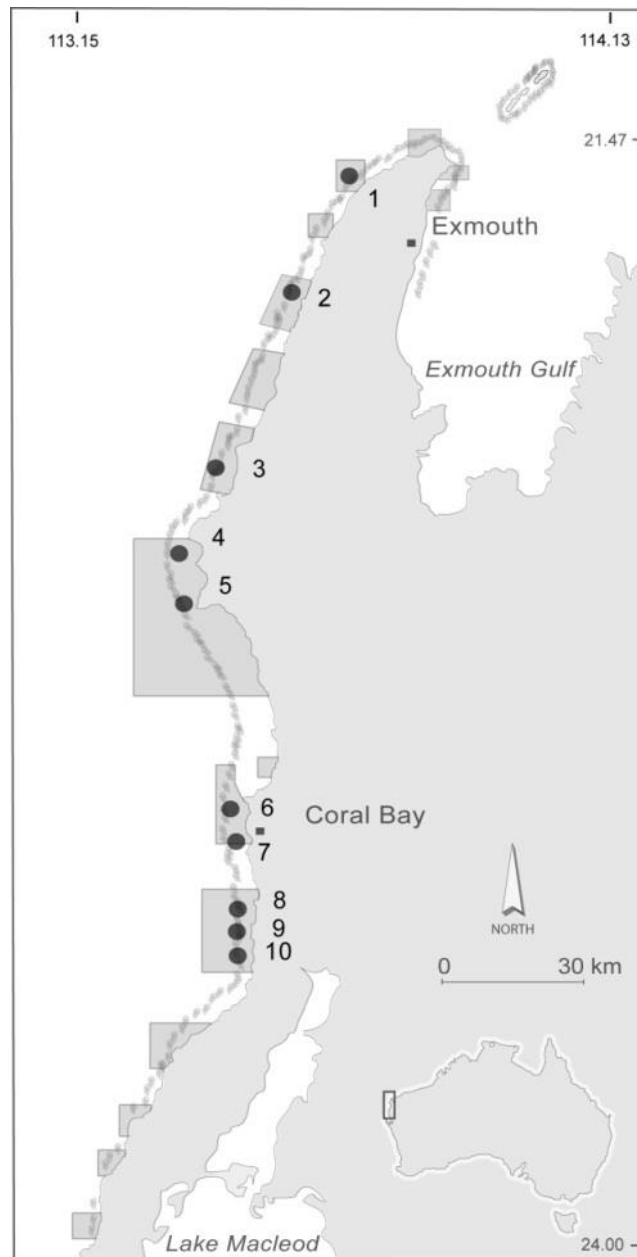 113.15
114.13
21.47
1
Exmouth
2
Exmouth Gulf
3
4
5
6
Coral Bay
7
8
9
NORTH
10
0 30 km
Lake Macleod
24.00